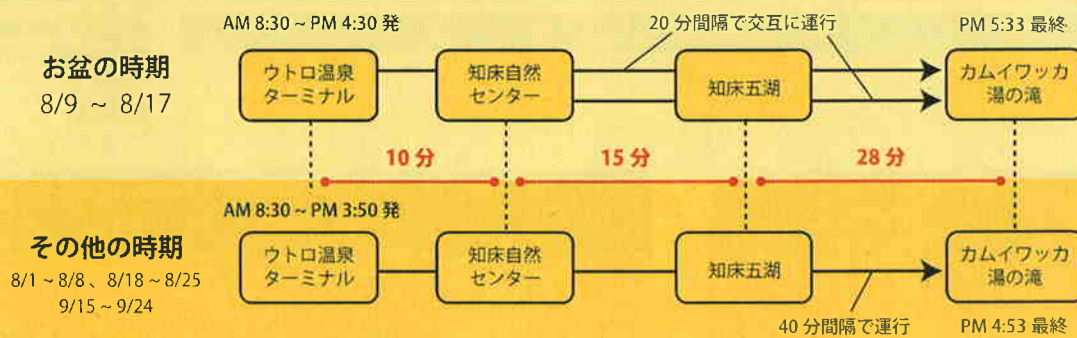 AM 8:30 ~ PM 4:30 発
20 分間隔で交互に運行
PM 5:33 最終
お盆の時期
8/9 ~ 8/17
ウトロ温泉
ターミナル
知床自然
センター
知床五湖
カムイワッカ
湯の滝
10 分
15 分
28 分
AM 8:30 ~ PM 3:50 発
その他の時期
8/1 ~ 8/8 、8/18 ~ 8/25
9/15 ~ 9/24
ウトロ温泉
ターミナル
知床自然
センター
知床五湖
カムイワッカ
湯の滝
40 分間隔で運行
PM 4:53 最終